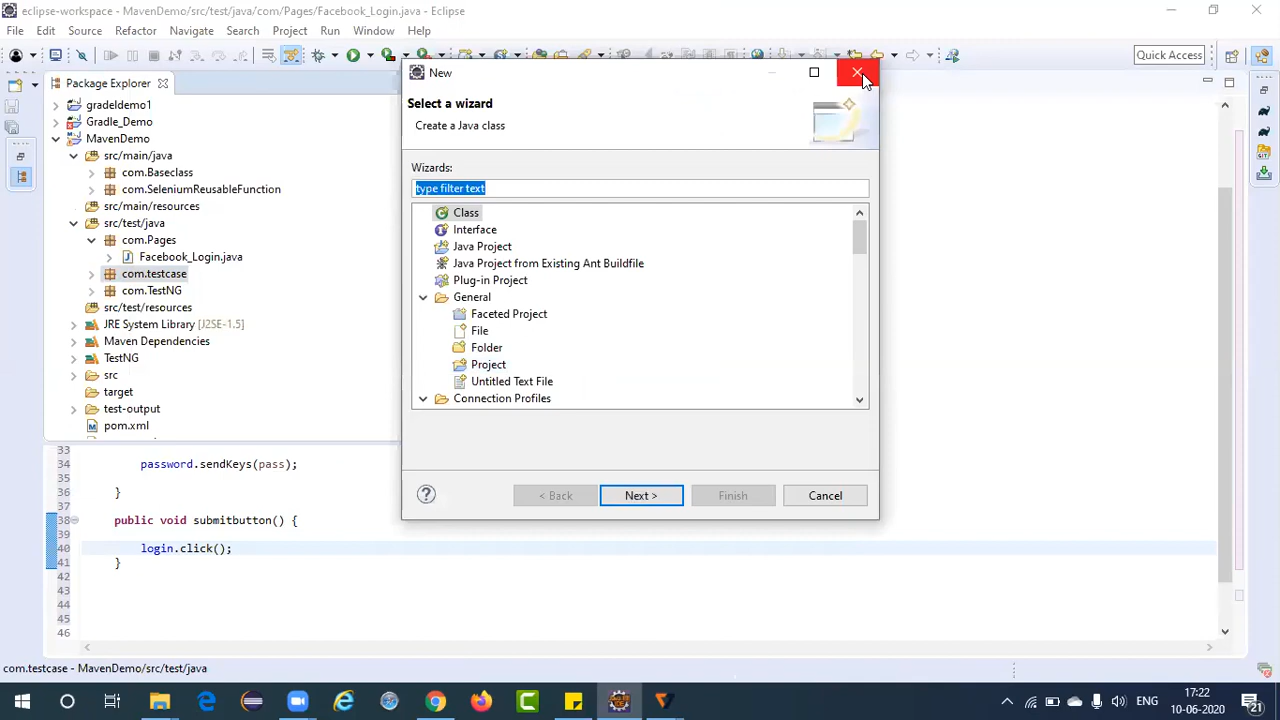 eclipse-workspace - MavenDemo/src/test/java/com/Pages/Facebook_Login.java - Eclipse
File Edit Source Refactor Navigate Search Project Run Window Help
Quick Access
Package Explorer
gradeldemo1
Gradle_Demo
MavenDemo
src/main/java
com.Baseclass
com.SeleniumReusableFunction
src/main/resources
src/test/java
com.Pages
Facebook_Login.java
com.testcase
com.TestNG
src/test/resources
JRE System Library [J2SE-1.5]
Maven Dependencies
TestNG
src
target
test-output
pom.xml
New
Select a wizard
Create a Java class
Wizards:
type filter text
Class
Interface
Java Project
Java Project from Existing Ant Buildfile
Plug-in Project
General
Faceted Project
File
Folder
Project
Untitled Text File
Connection Profiles
< Back Next > Finish Cancel
33
34 password.sendKeys(pass);
35
36 }
37
38 public void submitbutton() {
39
40 login.click();
41 }
42
43
44
45
46
com.testcase - MavenDemo/src/test/java
ENG 17:22
10-06-2020
21